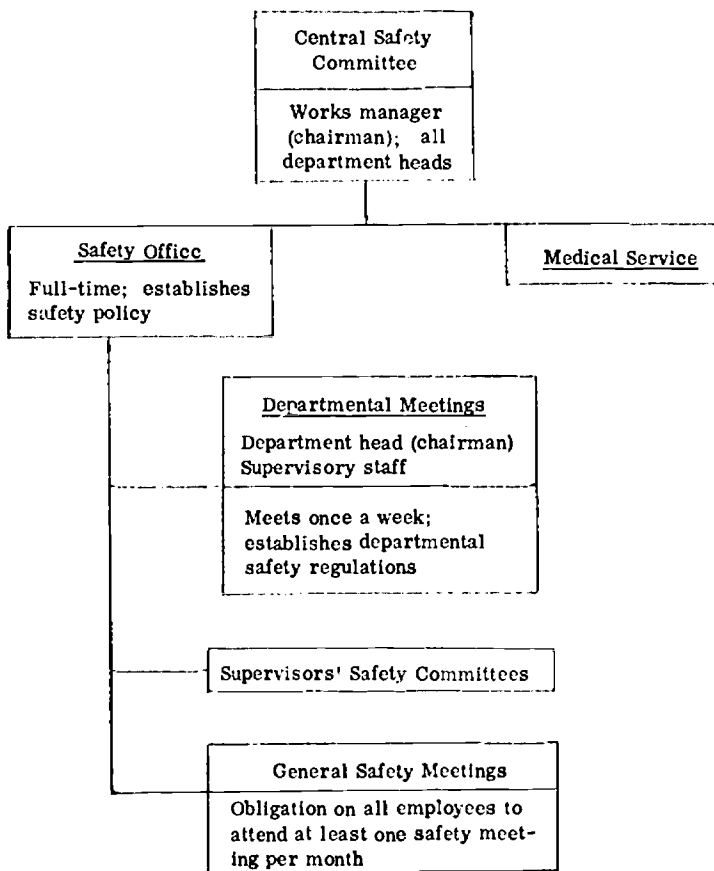 Central Safety
Committee
Works manager
(chairman); all
department heads
Safety Office
Full-time; establishes
safety policy
Medical Service
Departmental Meetings
Department head (chairman)
Supervisory staff
Meets once a week;
establishes departmental
safety regulations
Supervisors' Safety Committees
General Safety Meetings
Obligation on all employees to
attend at least one safety meet-
ing per month